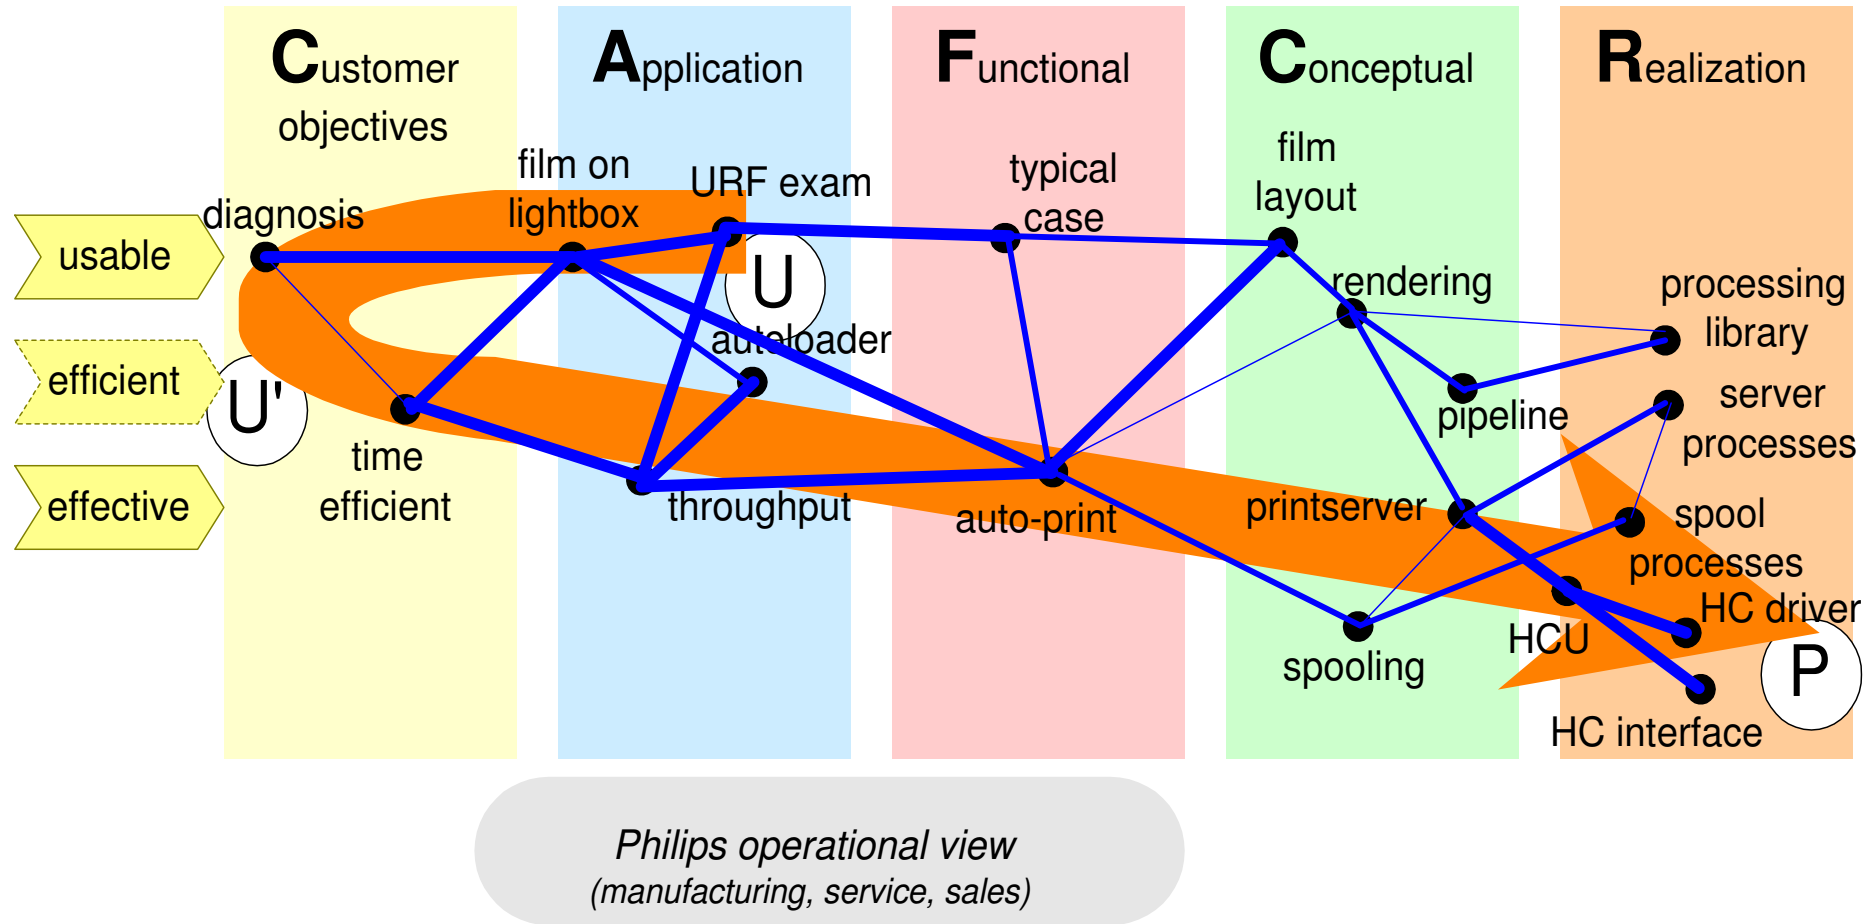 Customer
objectives
Application
Functional
Conceptual
Realization
usable
efficient
effective
diagnosis
film on
lightbox
URF exam
typical
case
film
layout
U
autoloader
rendering
processing
library
U'
time
efficient
throughput
auto-print
printserver
pipeline
server
processes
spool
processes
spooling
HCU
HC driver
P
HC interface
Philips operational view
(manufacturing, service, sales)